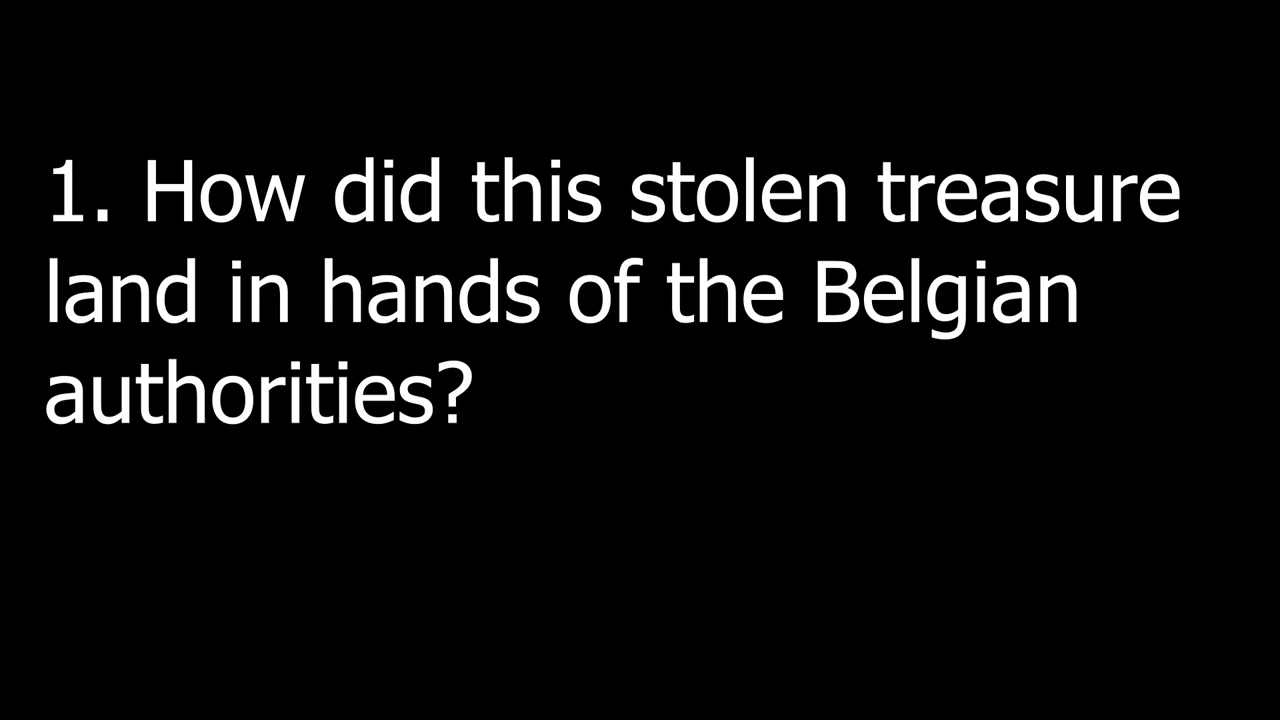 1. How did this stolen treasure
land in hands of the Belgian
authorities?